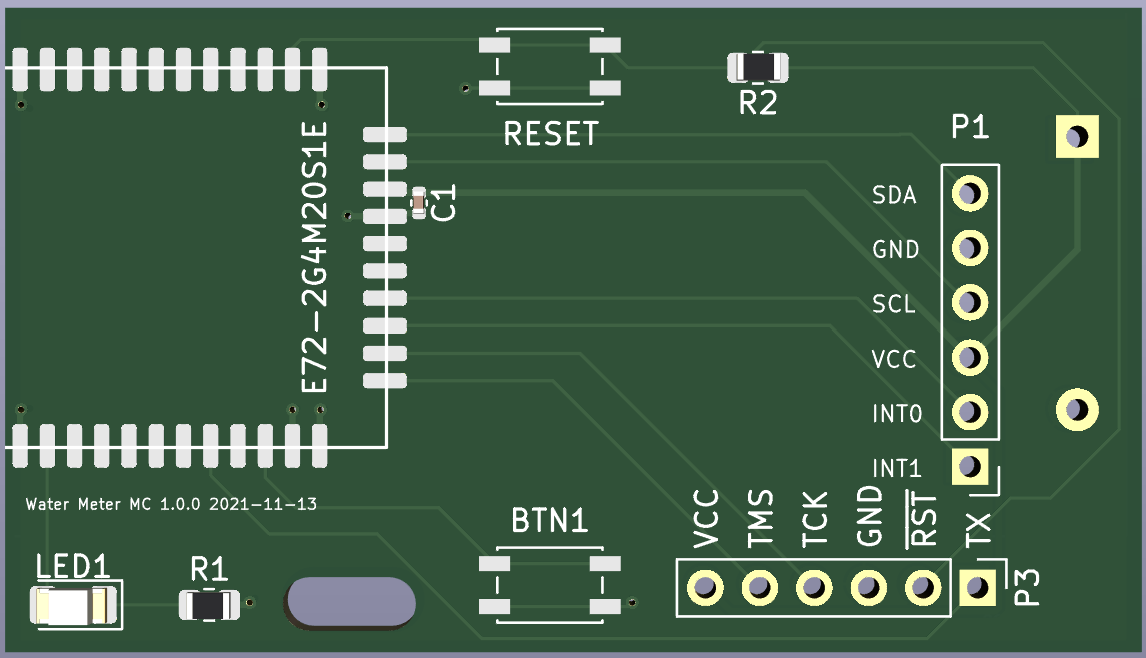 RESET
R2
P1
E72-2G4M20S1E
C1
SDA
GND
SCL
VCC
INT0
INT1
Water Meter MC 1.0.0 2021-11-13
BTN1
VCC
TMS
TCK
GND
RST
TX
LED1
R1
P3